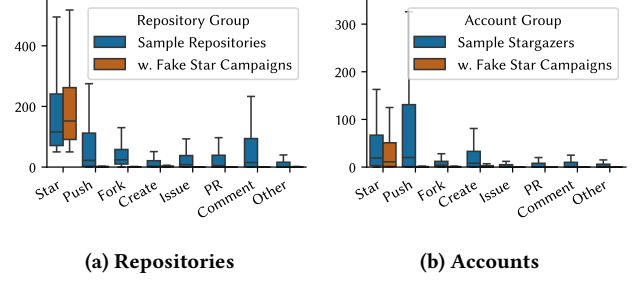 Repository Group
Sample Repositories
w. Fake Star Campaigns
400
200
0
Star
Push
Fork
Create
Issue
PR
Comment
Other
(a) Repositories
Account Group
Sample Stargazers
w. Fake Star Campaigns
300
200
100
0
Star
Push
Fork
Create
Issue
PR
Comment
Other
(b) Accounts